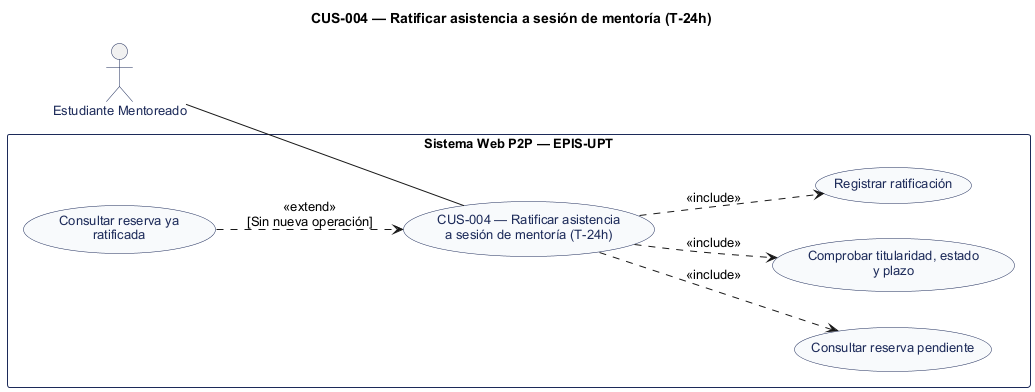 CUS-004 — Ratificar asistencia a sesión de mentoría (T-24h)
Estudiante Mentoreado
Sistema Web P2P — EPIS-UPT
Consultar reserva ya
ratificada
«extend»
[Sin nueva operación]
CUS-004 — Ratificar asistencia
a sesión de mentoría (T-24h)
«include»
Registrar ratificación
«include»
Comprobar titularidad, estado
y plazo
«include»
Consultar reserva pendiente